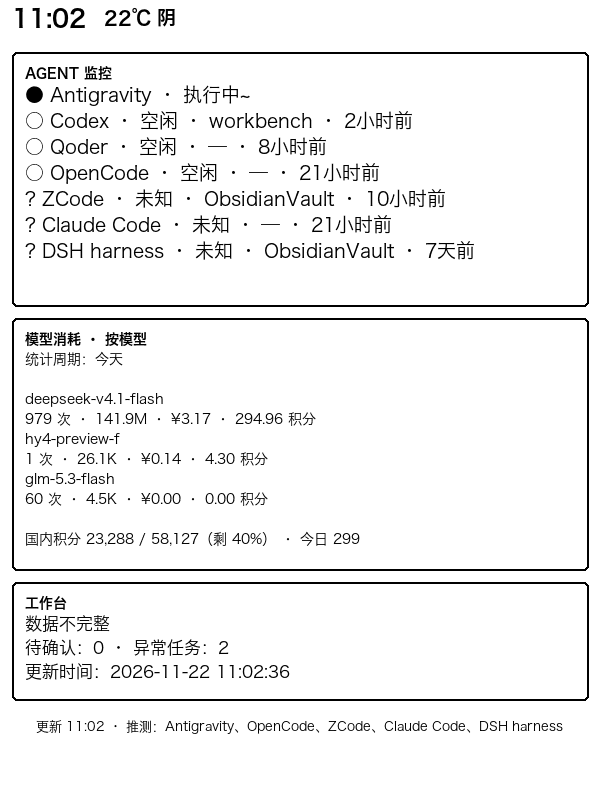 11:02 22℃ 阴
AGENT 监控
● Antigravity · 执行中~
○ Codex · 空闲 · workbench · 2小时前
○ Qoder · 空闲 · — · 8小时前
○ OpenCode · 空闲 · — · 21小时前
? ZCode · 未知 · ObsidianVault · 10小时前
? Claude Code · 未知 · — · 21小时前
? DSH harness · 未知 · ObsidianVault · 7天前
模型消耗 · 按模型
统计周期：今天
deepseek-v4.1-flash
979 次 · 141.9M · ¥3.17 · 294.96 积分
hy4-preview-f
1 次 · 26.1K · ¥0.14 · 4.30 积分
glm-5.3-flash
60 次 · 4.5K · ¥0.00 · 0.00 积分
国内积分 23,288 / 58,127（剩 40%） · 今日 299
工作台
数据不完整
待确认：0 · 异常任务：2
更新时间：2026-11-22 11:02:36
更新 11:02 · 推测：Antigravity、OpenCode、ZCode、Claude Code、DSH harness